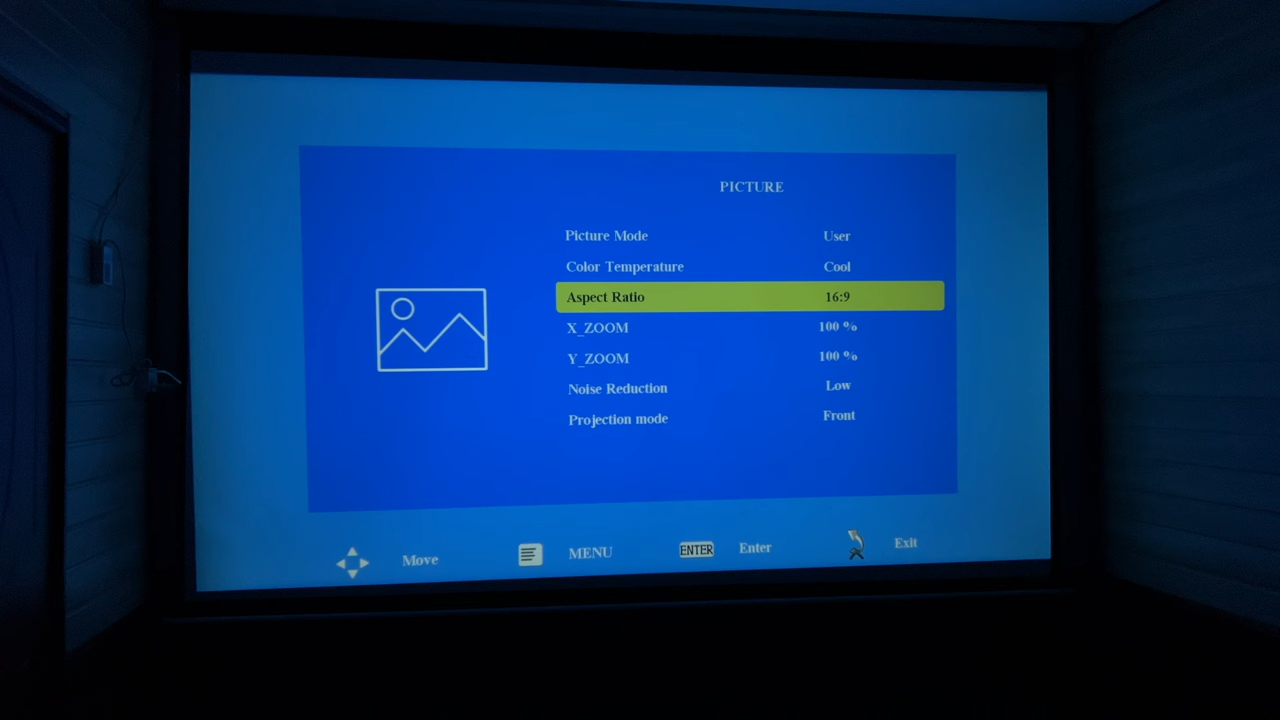 PICTURE
Picture Mode User
Color Temperature Cool
Aspect Ratio 16:9
X_ZOOM 100 %
Y_ZOOM 100 %
Noise Reduction Low
Projection mode Front
Move MENU ENTER Enter Exit